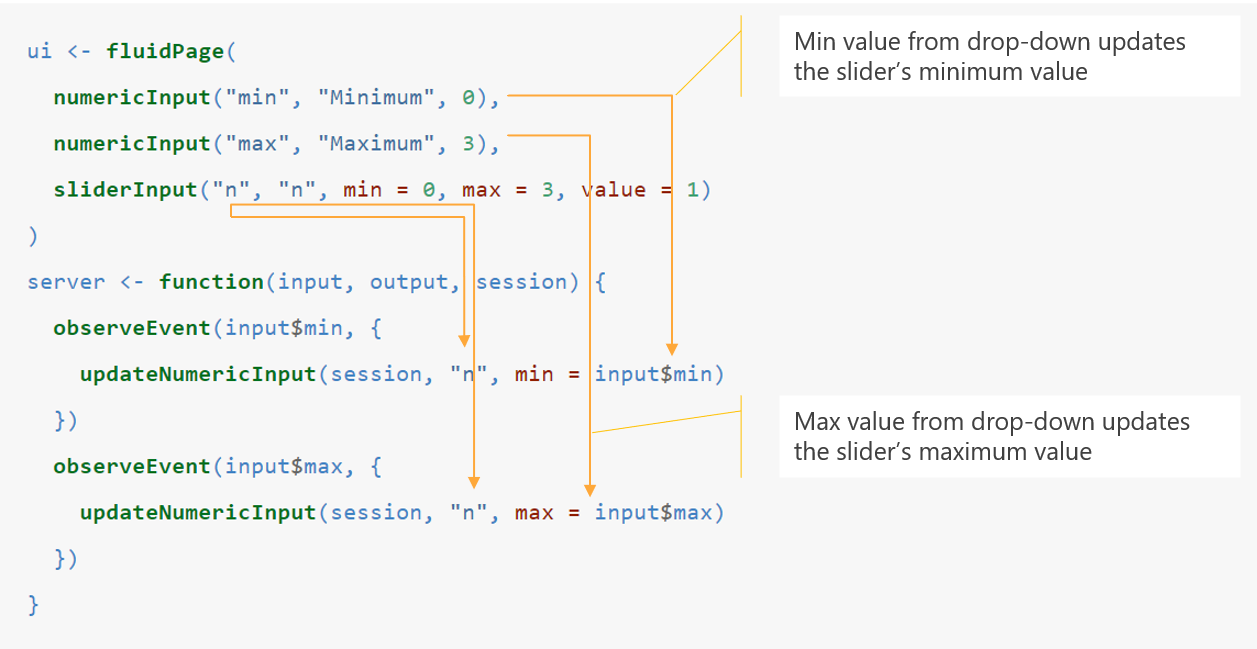 ui <- fluidPage(
  numericInput("min", "Minimum", 0),
  numericInput("max", "Maximum", 3),
  sliderInput("n", "n", min = 0, max = 3, value = 1)
)
server <- function(input, output, session) {
  observeEvent(input$min, {
    updateNumericInput(session, "n", min = input$min)
  })
  observeEvent(input$max, {
    updateNumericInput(session, "n", max = input$max)
  })
}
Min value from drop-down updates
the slider’s minimum value
Max value from drop-down updates
the slider’s maximum value